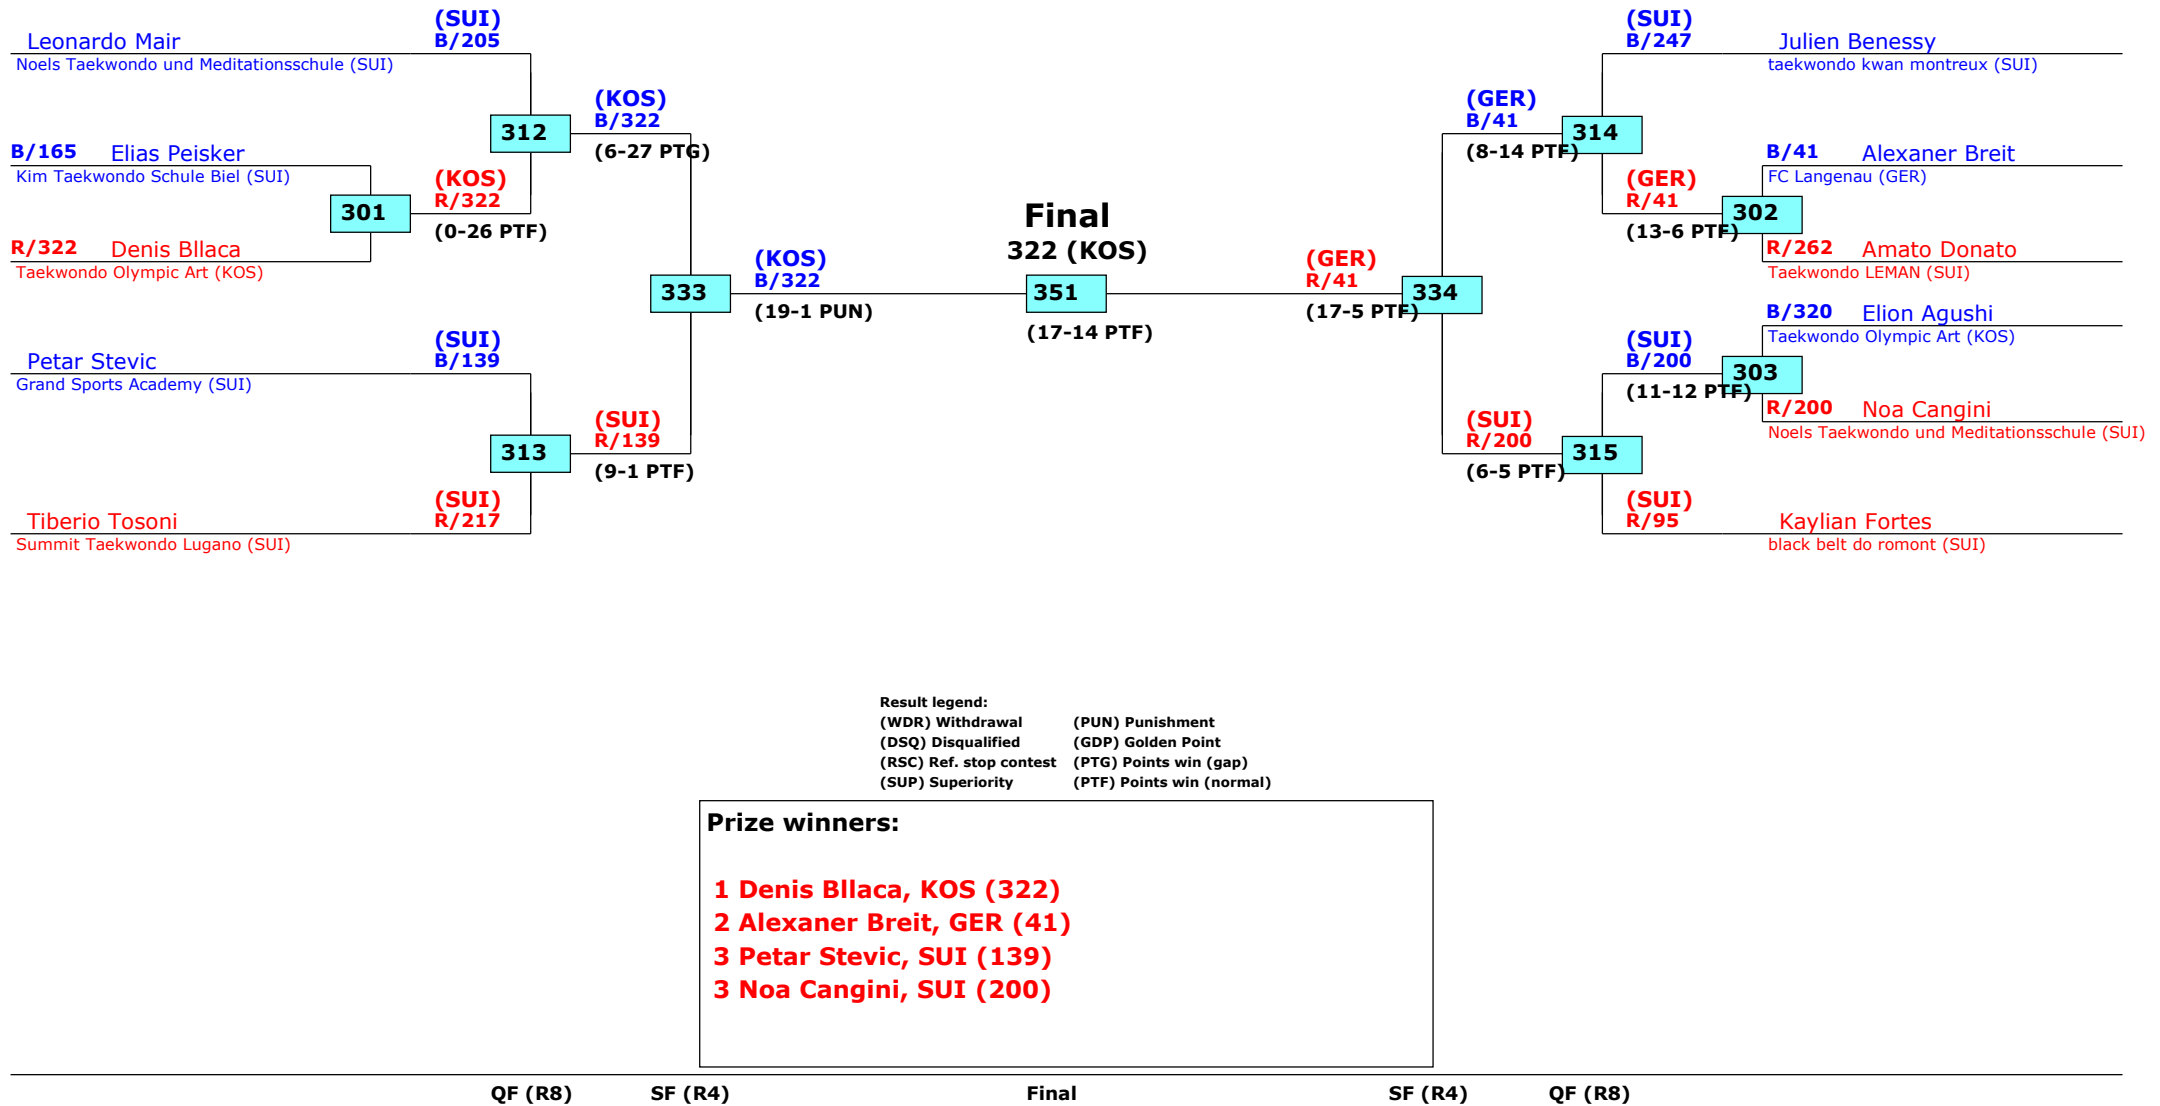 (SUI)
B/205
Leonardo Mair
Noels Taekwondo und Meditationsschule (SUI)
312
(KOS)
B/322
(6-27 PTG)
B/165 Elias Peisker
Kim Taekwondo Schule Biel (SUI)
301
(KOS)
R/322
(0-26 PTF)
R/322 Denis Bllaca
Taekwondo Olympic Art (KOS)
333
(KOS)
B/322
(19-1 PUN)
(SUI)
B/139
Petar Stevic
Grand Sports Academy (SUI)
313
(SUI)
R/139
(9-1 PTF)
(SUI)
R/217
Tiberio Tosoni
Summit Taekwondo Lugano (SUI)
Final
322 (KOS)
351
(17-14 PTF)
(SUI)
B/247
Julien Benessy
taekwondo kwan montreux (SUI)
(GER)
B/41
(8-14 PTF)
314
B/41 Alexaner Breit
FC Langenau (GER)
(GER)
R/41
(13-6 PTF)
302
R/262 Amato Donato
Taekwondo LEMAN (SUI)
(GER)
R/41
(17-5 PTF)
334
B/320 Elion Agushi
Taekwondo Olympic Art (KOS)
(SUI)
B/200
(11-12 PTF)
303
R/200 Noa Cangini
Noels Taekwondo und Meditationsschule (SUI)
(SUI)
R/200
(6-5 PTF)
315
(SUI)
R/95
Kaylian Fortes
black belt do romont (SUI)
Result legend:
(WDR) Withdrawal (PUN) Punishment
(DSQ) Disqualified (GDP) Golden Point
(RSC) Ref. stop contest (PTG) Points win (gap)
(SUP) Superiority (PTF) Points win (normal)
Prize winners:
1 Denis Bllaca, KOS (322)
2 Alexaner Breit, GER (41)
3 Petar Stevic, SUI (139)
3 Noa Cangini, SUI (200)
QF (R8) SF (R4) Final SF (R4) QF (R8)